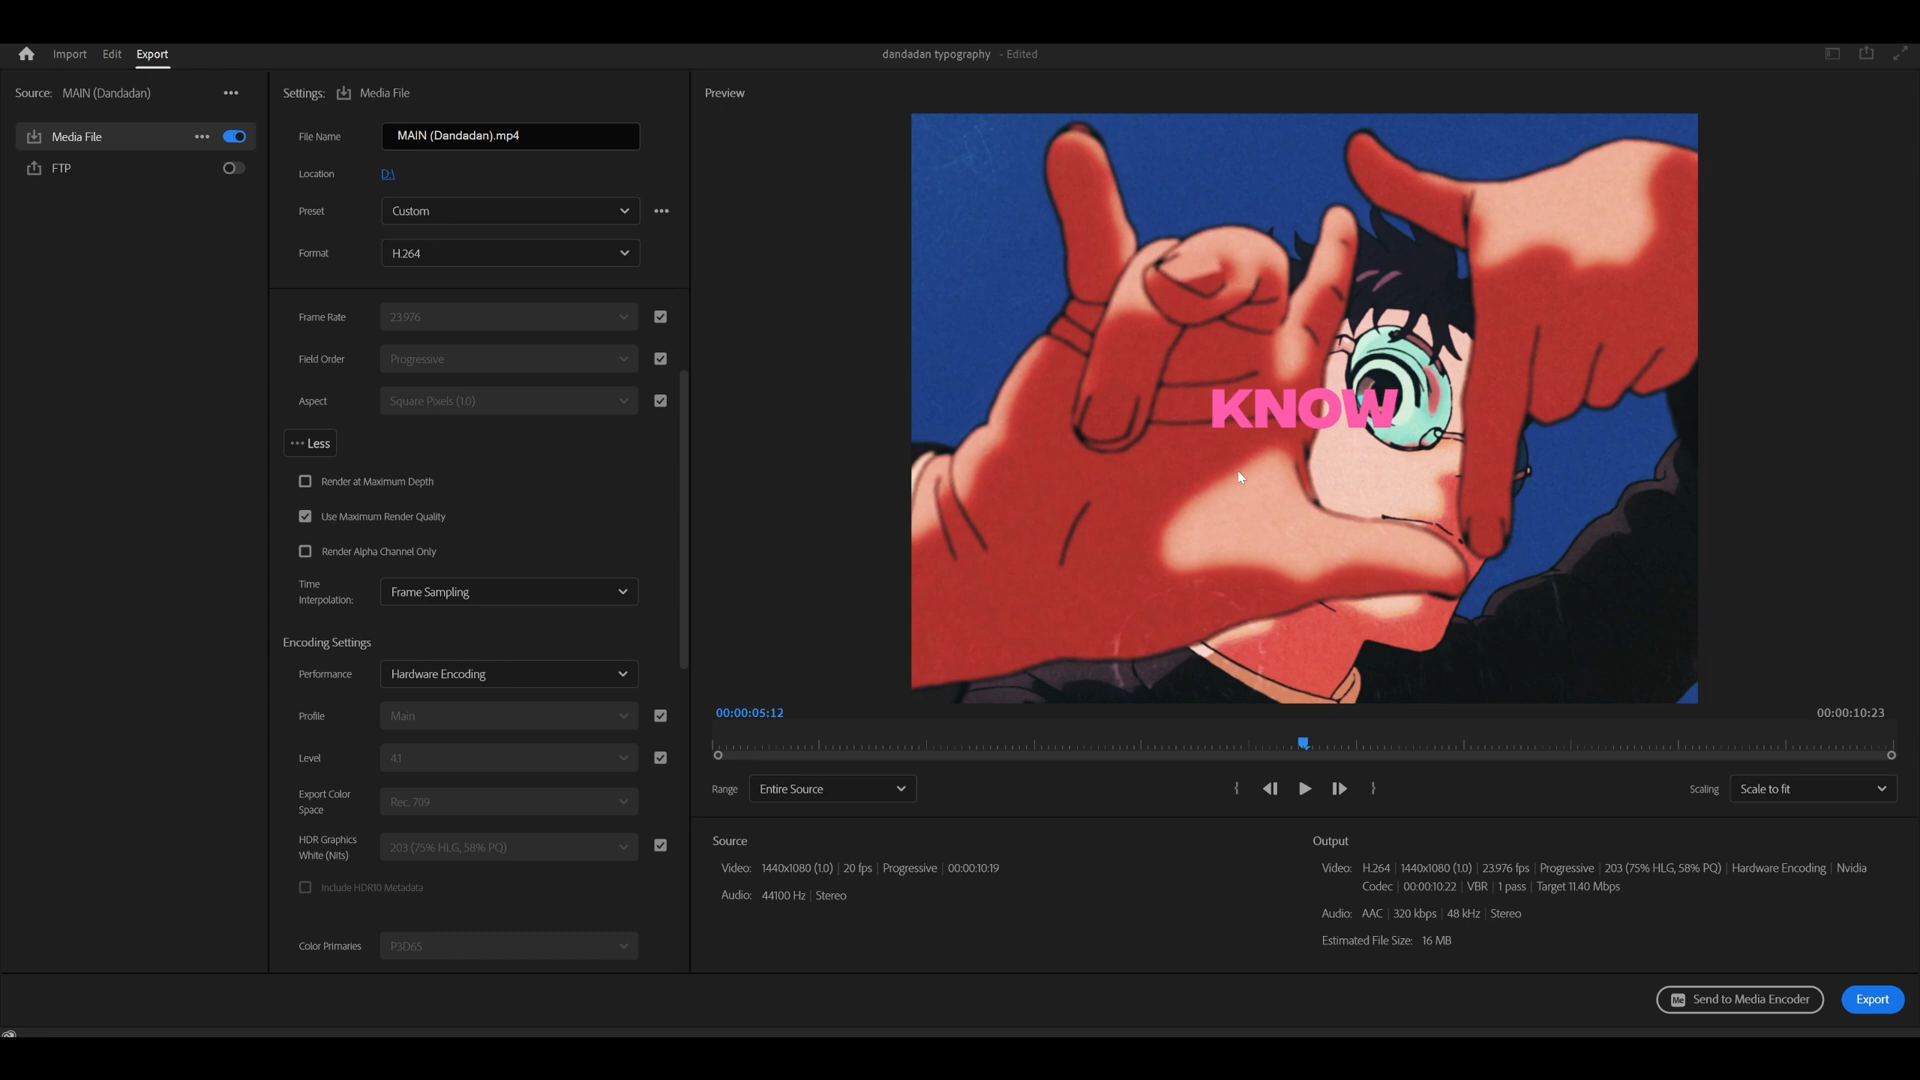 Import Edit Export
dandadan typography - Edited
Source: MAIN (Dandadan)
Media File
FTP
Settings: Media File
File Name MAIN (Dandadan).mp4
Location D:\
Preset Custom
Format H.264
Frame Rate 23.976
Field Order Progressive
Aspect Square Pixels (1.0)
Less
Render at Maximum Depth
Use Maximum Render Quality
Render Alpha Channel Only
Time
Interpolation: Frame Sampling
Encoding Settings
Performance Hardware Encoding
Profile Main
Level 4.1
Export Color
Space Rec. 709
HDR Graphics
White (Nits) 203 (75% HLG, 58% PQ)
Include HDR10 Metadata
Color Primaries P3D65
Preview
KNOW
00:00:05:12
00:00:10:23
Range Entire Source
Scaling Scale to fit
Source
Video: 1440x1080 (1.0) | 20 fps | Progressive | 00:00:10:19
Audio: 44100 Hz | Stereo
Output
Video: H.264 | 1440x1080 (1.0) | 23.976 fps | Progressive | 203 (75% HLG, 58% PQ) | Hardware Encoding | Nvidia
Codec | 00:00:10:22 | VBR | 1 pass | Target 11.40 Mbps
Audio: AAC | 320 kbps | 48 kHz | Stereo
Estimated File Size: 16 MB
Me Send to Media Encoder
Export